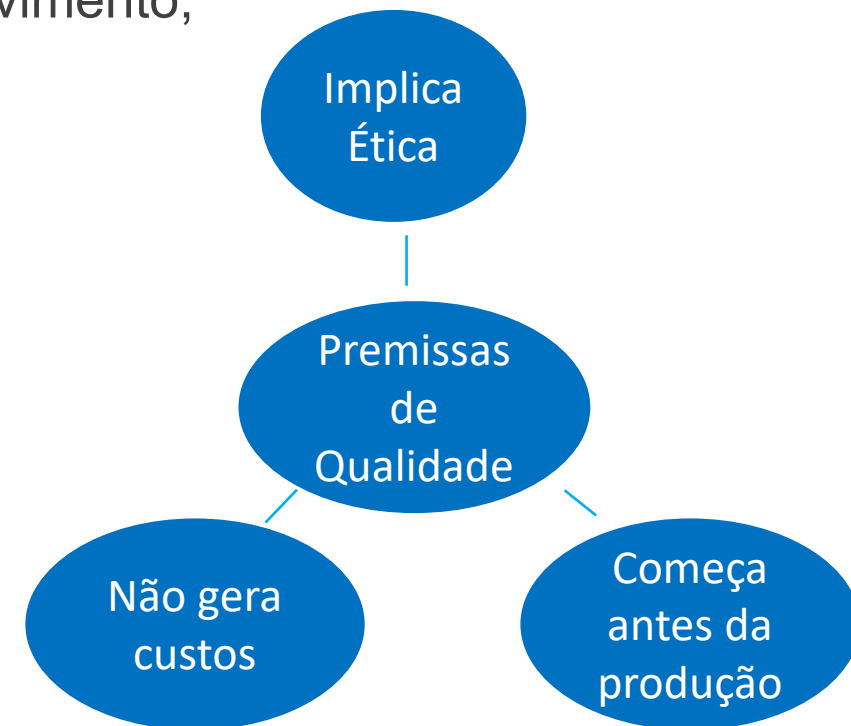 Implica
Ética
Premissas
de
Qualidade
Não gera
custos
Começa
antes da
produção